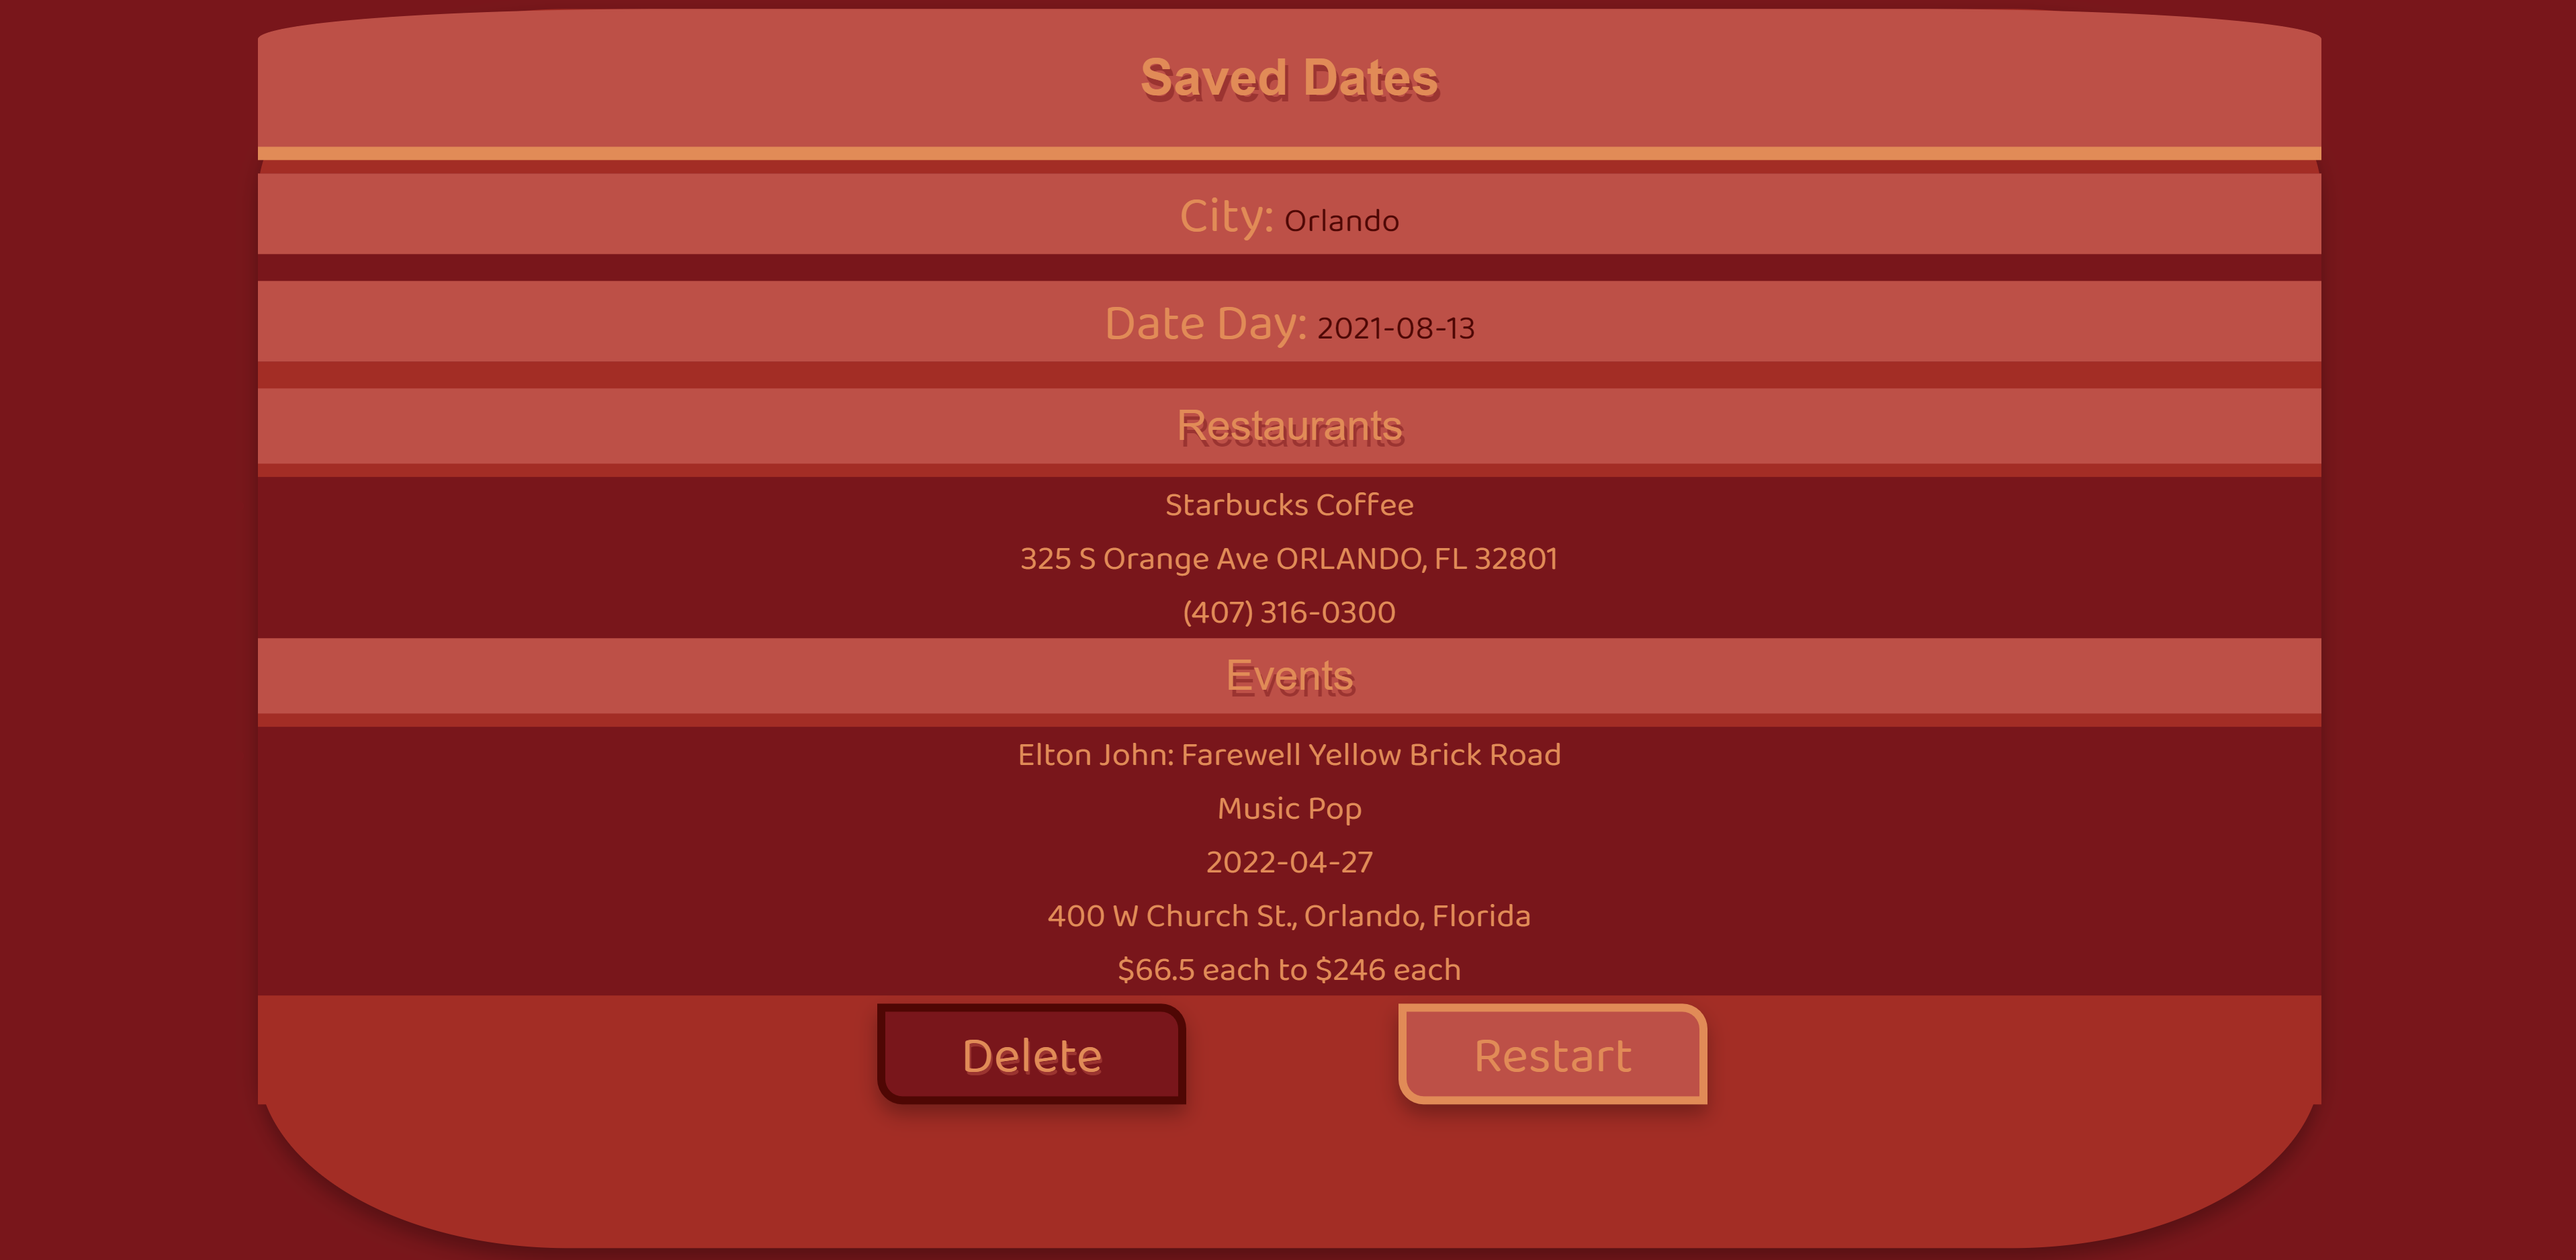 Saved Dates
City: Orlando
Date Day: 2021-08-13
Restaurants
Starbucks Coffee
325 S Orange Ave ORLANDO, FL 32801
(407) 316-0300
Events
Elton John: Farewell Yellow Brick Road
Music Pop
2022-04-27
400 W Church St., Orlando, Florida
$66.5 each to $246 each
Delete
Restart